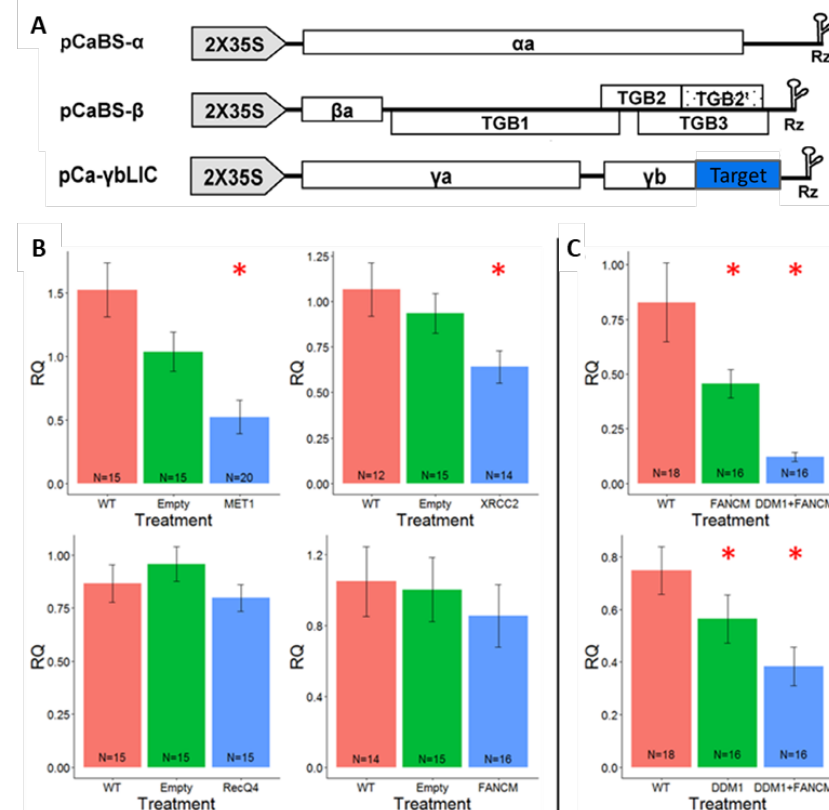 A
pCaBS-α
2X35S
αa
Rz
pCaBS-β
2X35S
βa
TGB1
TGB2
TGB2'
TGB3
Rz
pCa-γbLIC
2X35S
γa
γb
Target
Rz
B
RQ
1.5
1.0
0.5
0.0
*
N=15
N=15
N=20
WT
Empty
MET1
Treatment
RQ
1.25
1.00
0.75
0.50
0.25
0.00
*
N=12
N=15
N=14
WT
Empty
XRCC2
Treatment
RQ
1.00
0.75
0.50
0.25
0.00
N=15
N=15
N=15
WT
Empty
RecQ4
Treatment
RQ
1.2
0.8
0.4
0.0
N=14
N=15
N=16
WT
Empty
FANCM
Treatment
C
RQ
1.00
0.75
0.50
0.25
0.00
*
*
N=18
N=16
N=16
WT
FANCM
DDM1+FANCM
Treatment
RQ
0.8
0.6
0.4
0.2
0.0
*
*
N=18
N=16
N=16
WT
DDM1
DDM1+FANCM
Treatment